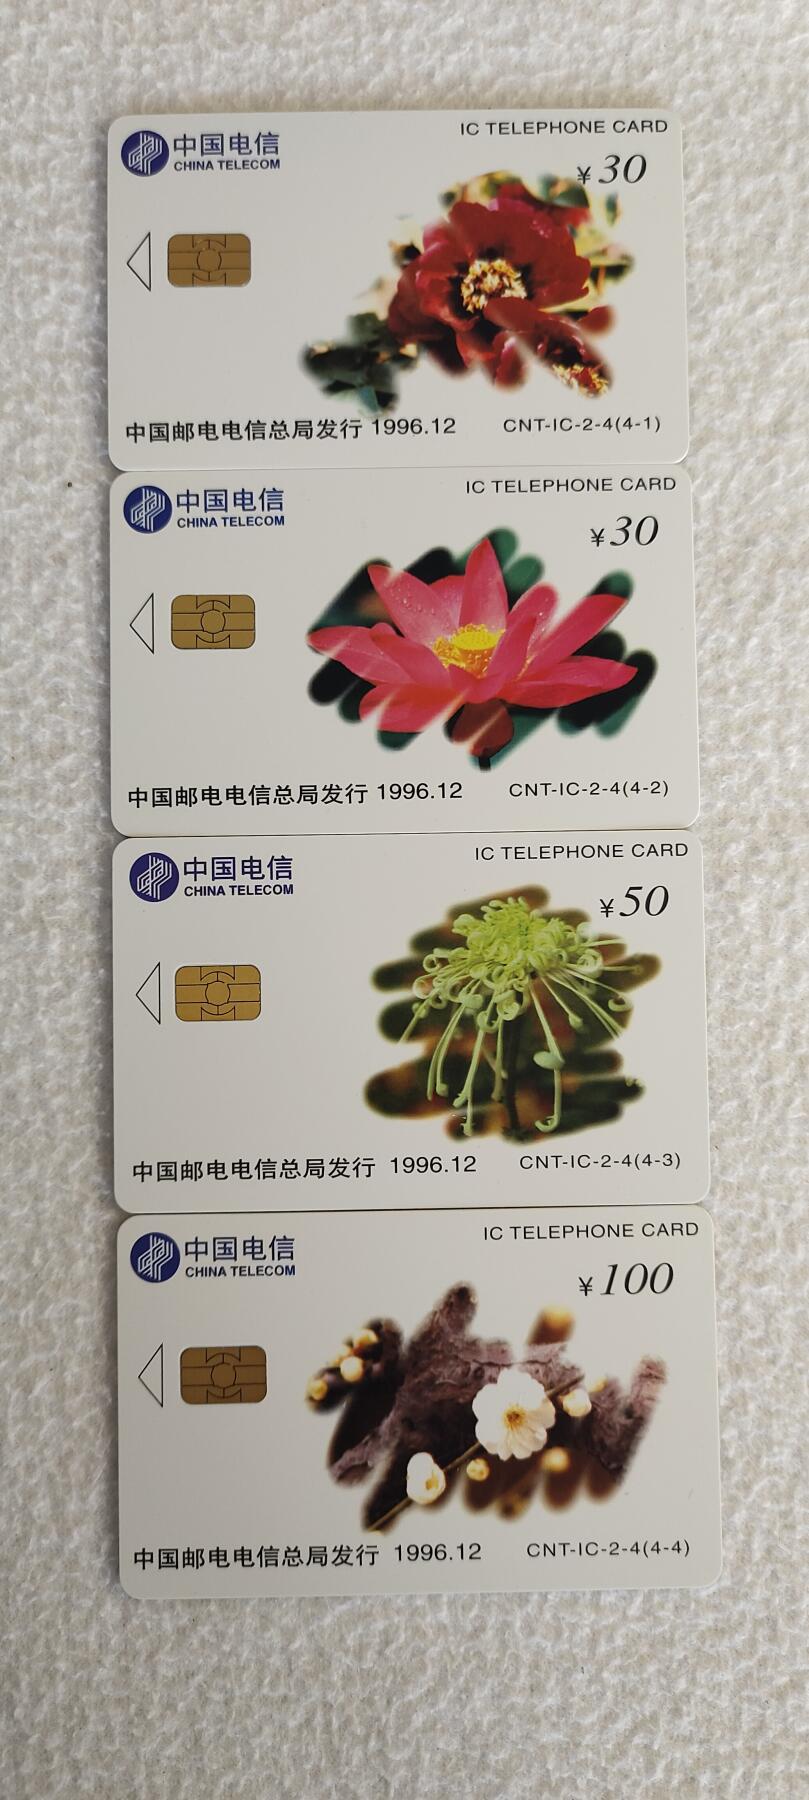 中国电信
CHINA TELECOM
IC TELEPHONE CARD
¥30
中国邮电电信总局发行 1996.12 CNT-IC-2-4(4-1)
中国电信
CHINA TELECOM
IC TELEPHONE CARD
¥30
中国邮电电信总局发行 1996.12 CNT-IC-2-4(4-2)
中国电信
CHINA TELECOM
IC TELEPHONE CARD
¥50
中国邮电电信总局发行 1996.12 CNT-IC-2-4(4-3)
中国电信
CHINA TELECOM
IC TELEPHONE CARD
¥100
中国邮电电信总局发行 1996.12 CNT-IC-2-4(4-4)